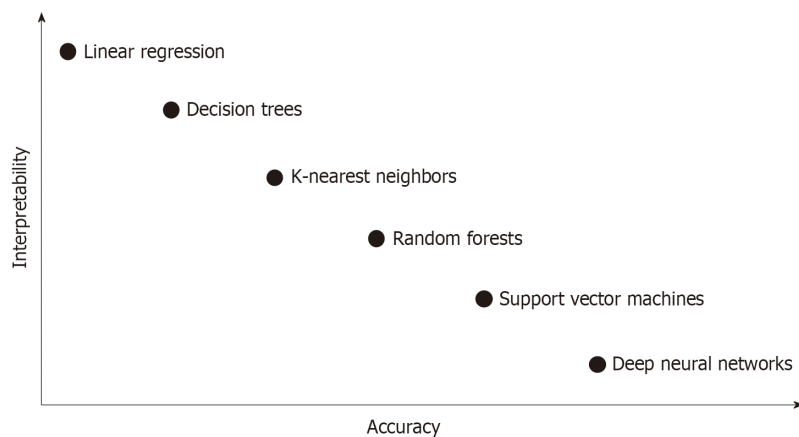 Linear regression
Decision trees
K-nearest neighbors
Interpretability
Random forests
Support vector machines
Deep neural networks
Accuracy